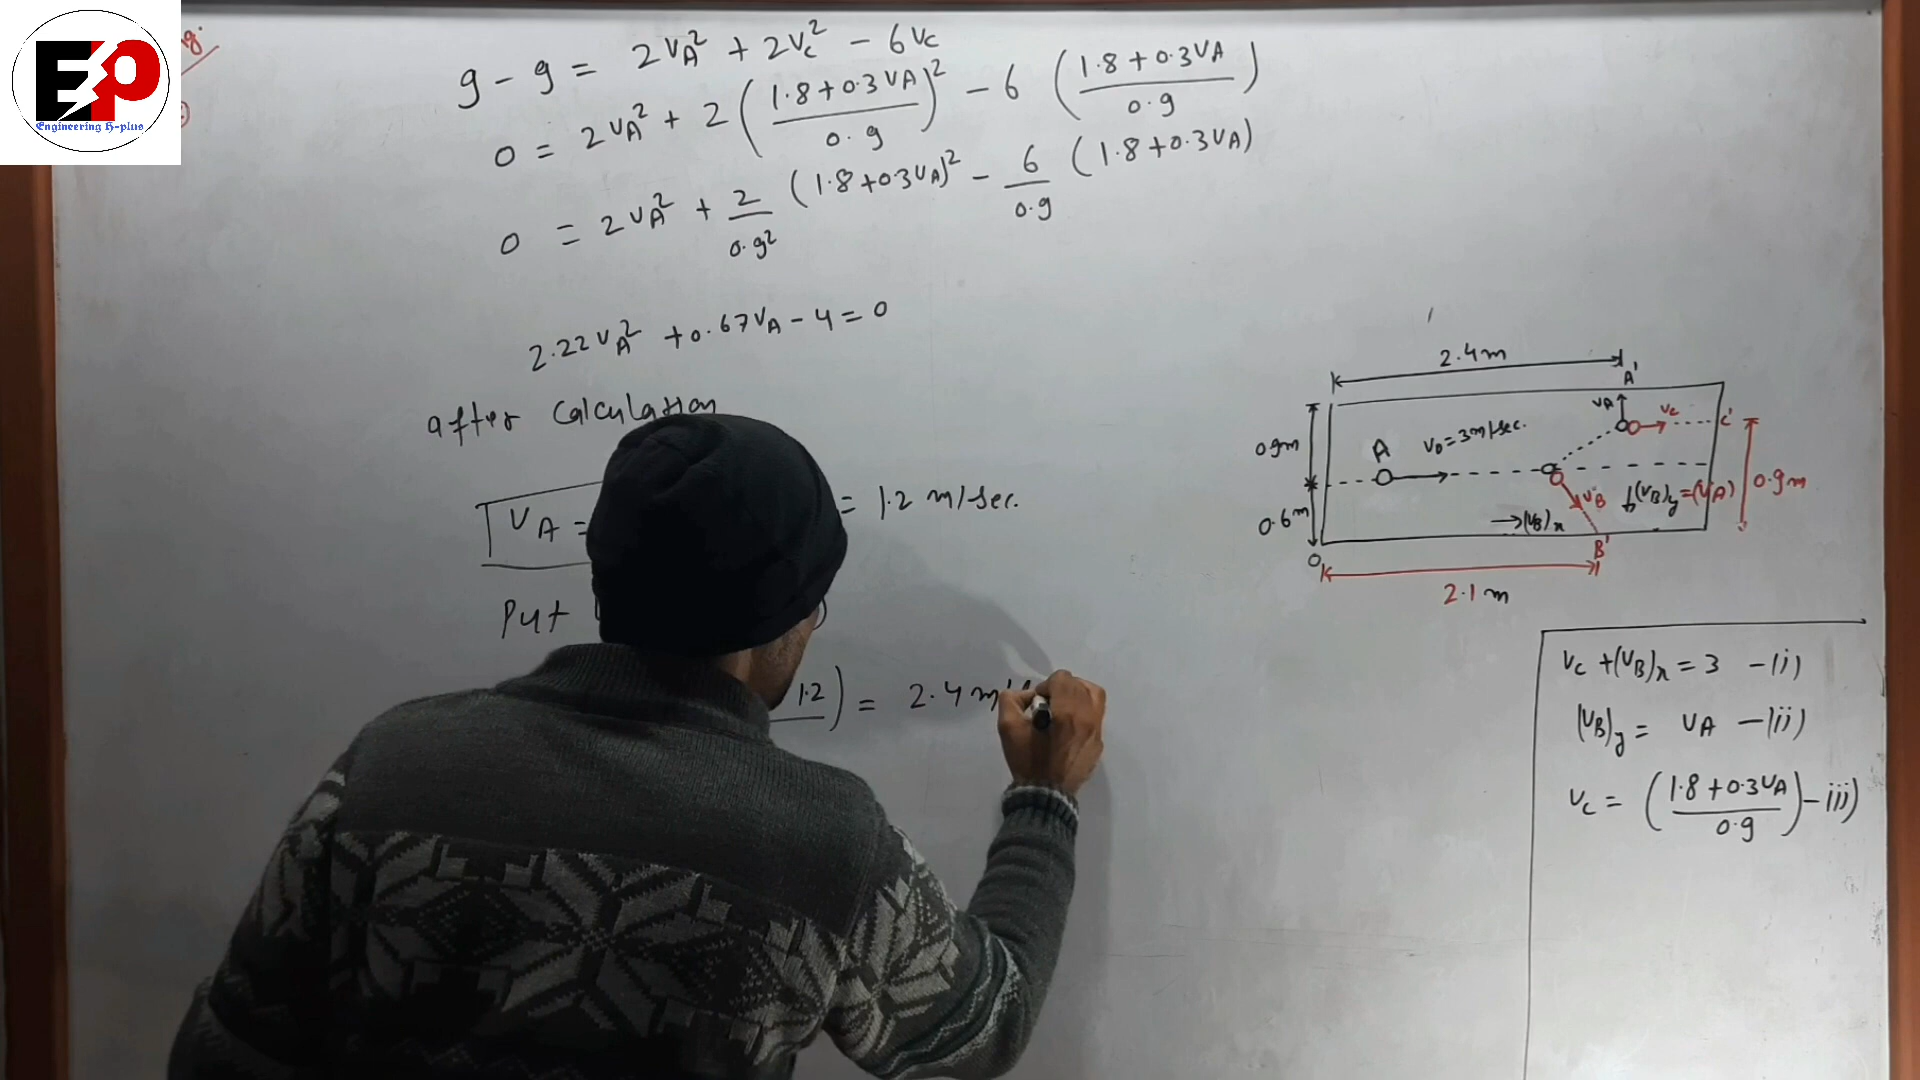 EP
Engineering H-plus
9 - 9 = 2VA² + 2Vc² - 6Vc
0 = 2VA² + 2 (1.8+0.3VA / 0.9)² - 6 (1.8+0.3VA / 0.9)
0 = 2VA² + 2/0.9² (1.8+0.3VA)² - 6/0.9 (1.8+0.3VA)
2.22VA² + 0.67VA - 4 = 0
after Calculation
VA = = 1.2 m/sec.
Put
1.2) = 2.4 m/
2.4m
A'
VA
Vc
C'
0.9m
A
V0=3m/sec.
VB
(VB)y=(VA)
0.9m
0.6m
→(VB)x
O
B'
2.1 m
Vc + (VB)x = 3 -(i)
(VB)y = VA -(ii)
Vc = (1.8+0.3VA / 0.9) -iii)